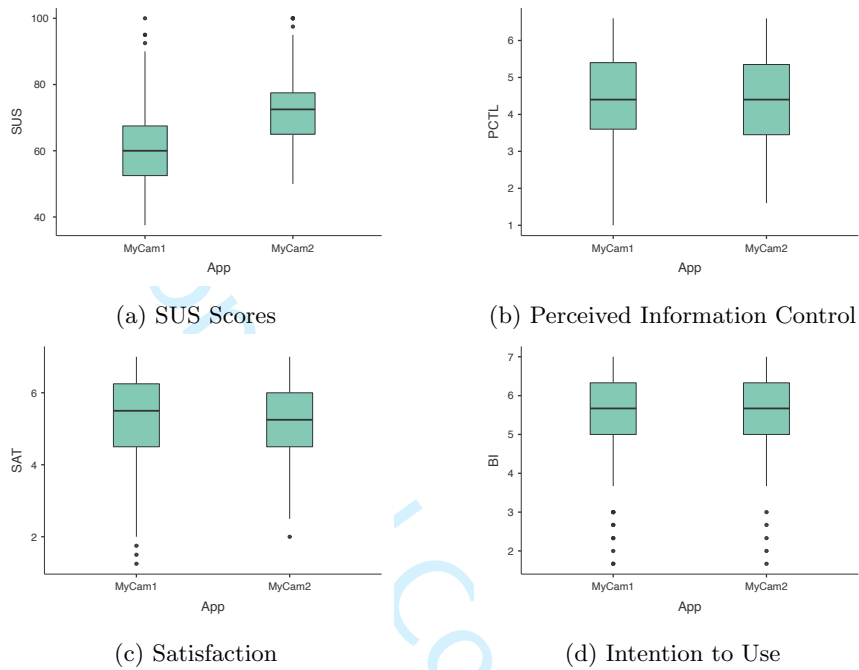 100
80
60
40
SUS
MyCam1 MyCam2
App
(a) SUS Scores
6
5
4
3
2
1
PCTL
MyCam1 MyCam2
App
(b) Perceived Information Control
6
4
2
SAT
MyCam1 MyCam2
App
(c) Satisfaction
7
6
5
4
3
2
BI
MyCam1 MyCam2
App
(d) Intention to Use